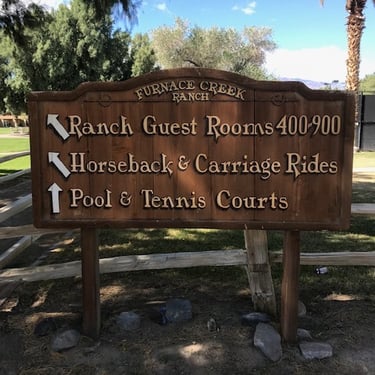 FURNACE CREEK
RANCH
Ranch Guest Rooms 400-900
Horseback & Carriage Rides
Pool & Tennis Courts